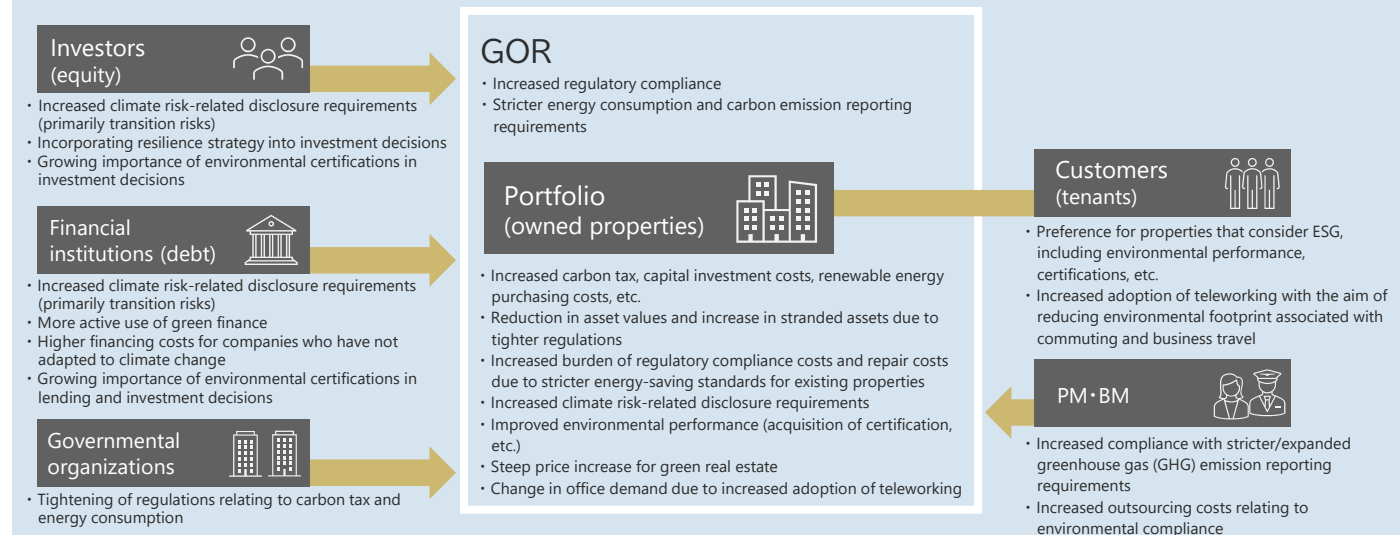 Investors
(equity)
・Increased climate risk-related disclosure requirements
(primarily transition risks)
・Incorporating resilience strategy into investment decisions
・Growing importance of environmental certifications in
investment decisions
Financial
institutions (debt)
・Increased climate risk-related disclosure requirements
(primarily transition risks)
・More active use of green finance
・Higher financing costs for companies who have not
adapted to climate change
・Growing importance of environmental certifications in
lending and investment decisions
Governmental
organizations
・Tightening of regulations relating to carbon tax and
energy consumption
GOR
・Increased regulatory compliance
・Stricter energy consumption and carbon emission reporting
requirements
Portfolio
(owned properties)
・Increased carbon tax, capital investment costs, renewable energy
purchasing costs, etc.
・Reduction in asset values and increase in stranded assets due to
tighter regulations
・Increased burden of regulatory compliance costs and repair costs
due to stricter energy-saving standards for existing properties
・Increased climate risk-related disclosure requirements
・Improved environmental performance (acquisition of certification,
etc.)
・Steep price increase for green real estate
・Change in office demand due to increased adoption of teleworking
Customers
(tenants)
・Preference for properties that consider ESG,
including environmental performance,
certifications, etc.
・Increased adoption of teleworking with the aim of
reducing environmental footprint associated with
commuting and business travel
PM・BM
・Increased compliance with stricter/expanded
greenhouse gas (GHG) emission reporting
requirements
・Increased outsourcing costs relating to
environmental compliance